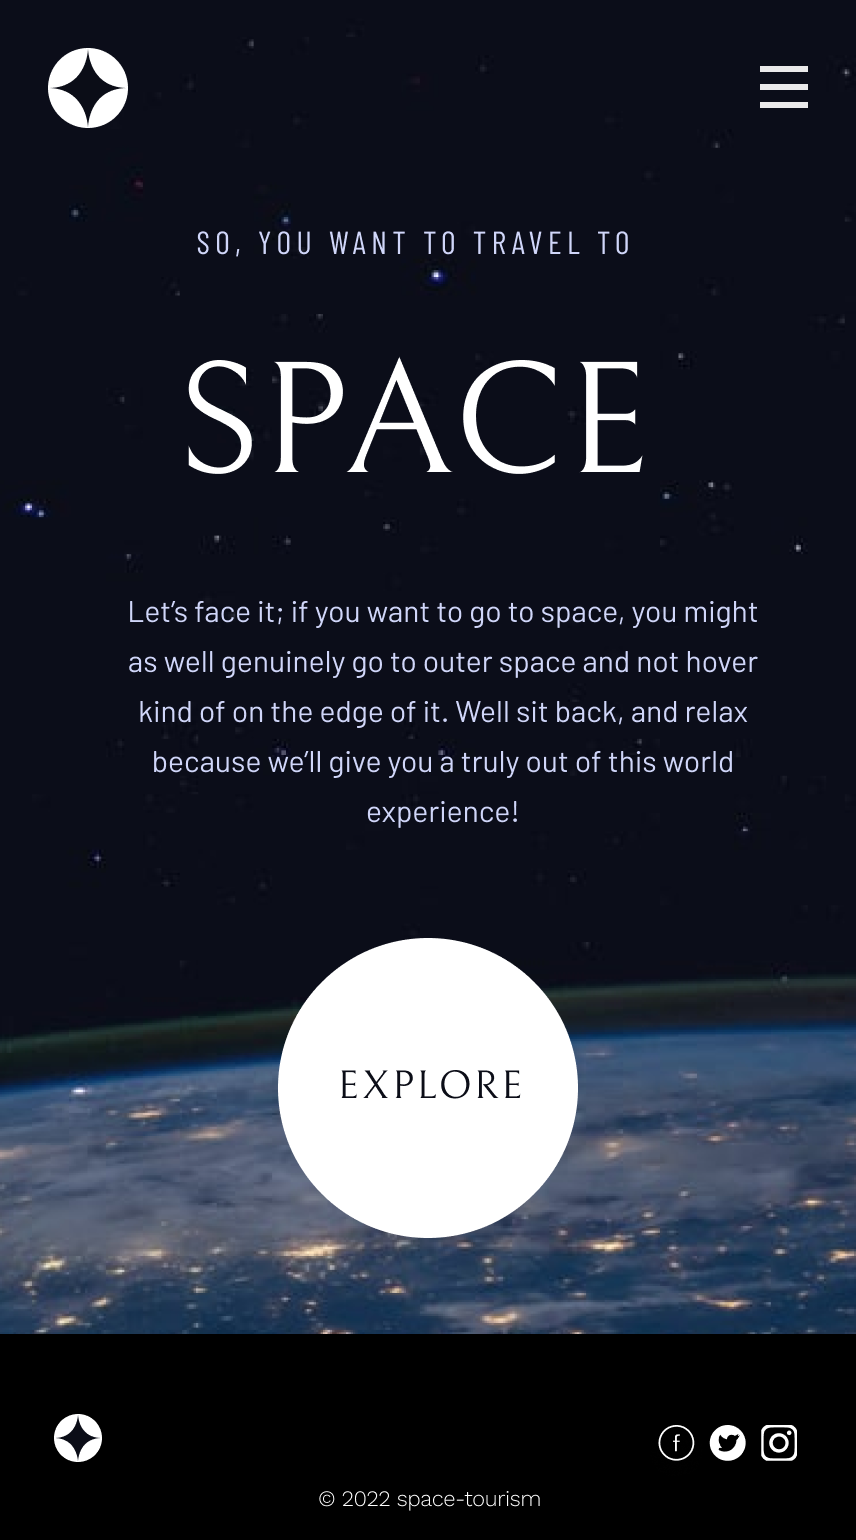 SO, YOU WANT TO TRAVEL TO
SPACE
Let’s face it; if you want to go to space, you might
as well genuinely go to outer space and not hover
kind of on the edge of it. Well sit back, and relax
because we’ll give you a truly out of this world
experience!
EXPLORE
© 2022 space-tourism